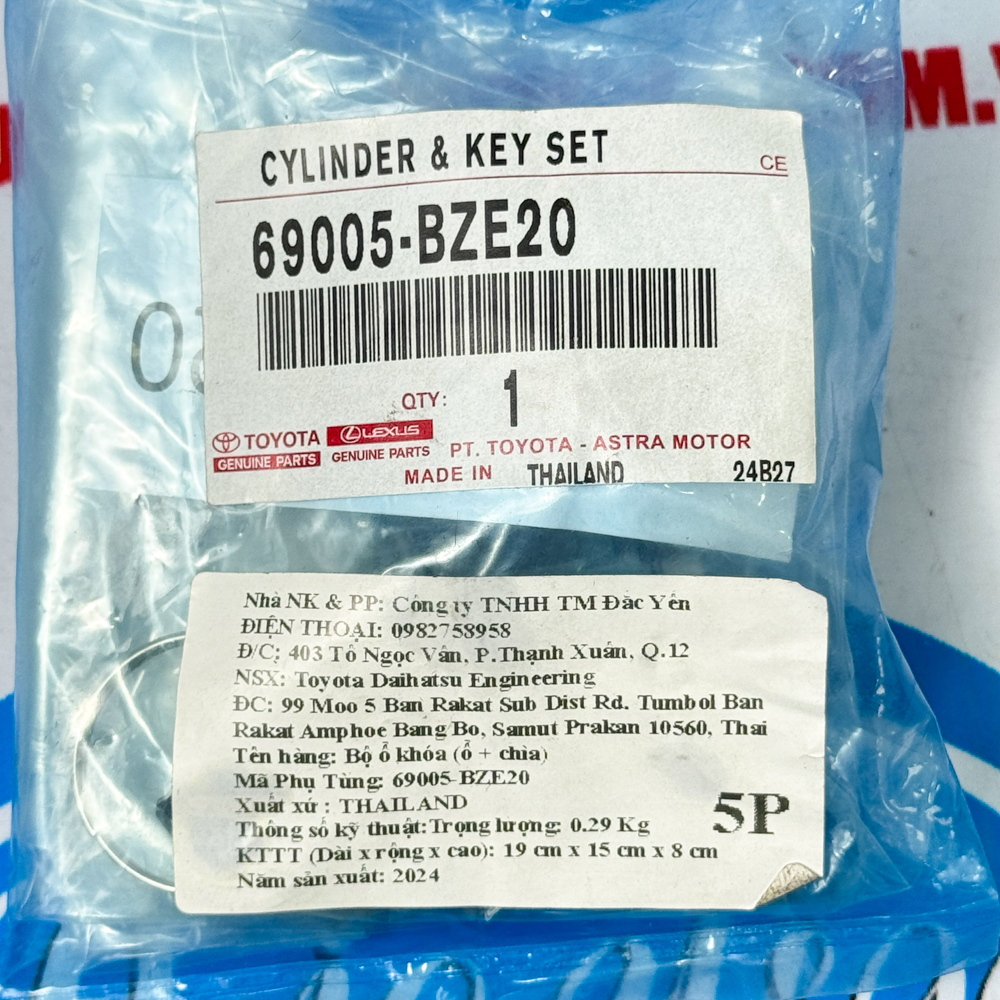 M.
CYLINDER & KEY SET
CE
69005-BZE20
QTY: 1
TOYOTA
GENUINE PARTS
LEXUS
GENUINE PARTS
PT. TOYOTA - ASTRA MOTOR
MADE IN THAILAND 24B27
Nhà NK & PP: Công ty TNHH TM Đắc Yến
ĐIỆN THOẠI: 0982758958
Đ/C: 403 Tô Ngọc Vân, P.Thạnh Xuân, Q.12
NSX: Toyota Daihatsu Engineering
ĐC: 99 Moo 5 Ban Rakat Sub Dist Rd. Tumbol Ban
Rakat Amphoe Bang Bo, Samut Prakan 10560, Thai
Tên hàng: Bộ ổ khóa (ổ + chìa)
Mã Phụ Tùng: 69005-BZE20
Xuất xứ : THAILAND
Thông số kỹ thuật:Trọng lượng: 0.29 Kg
5P
KTTT (Dài x rộng x cao): 19 cm x 15 cm x 8 cm
Năm sản xuất: 2024